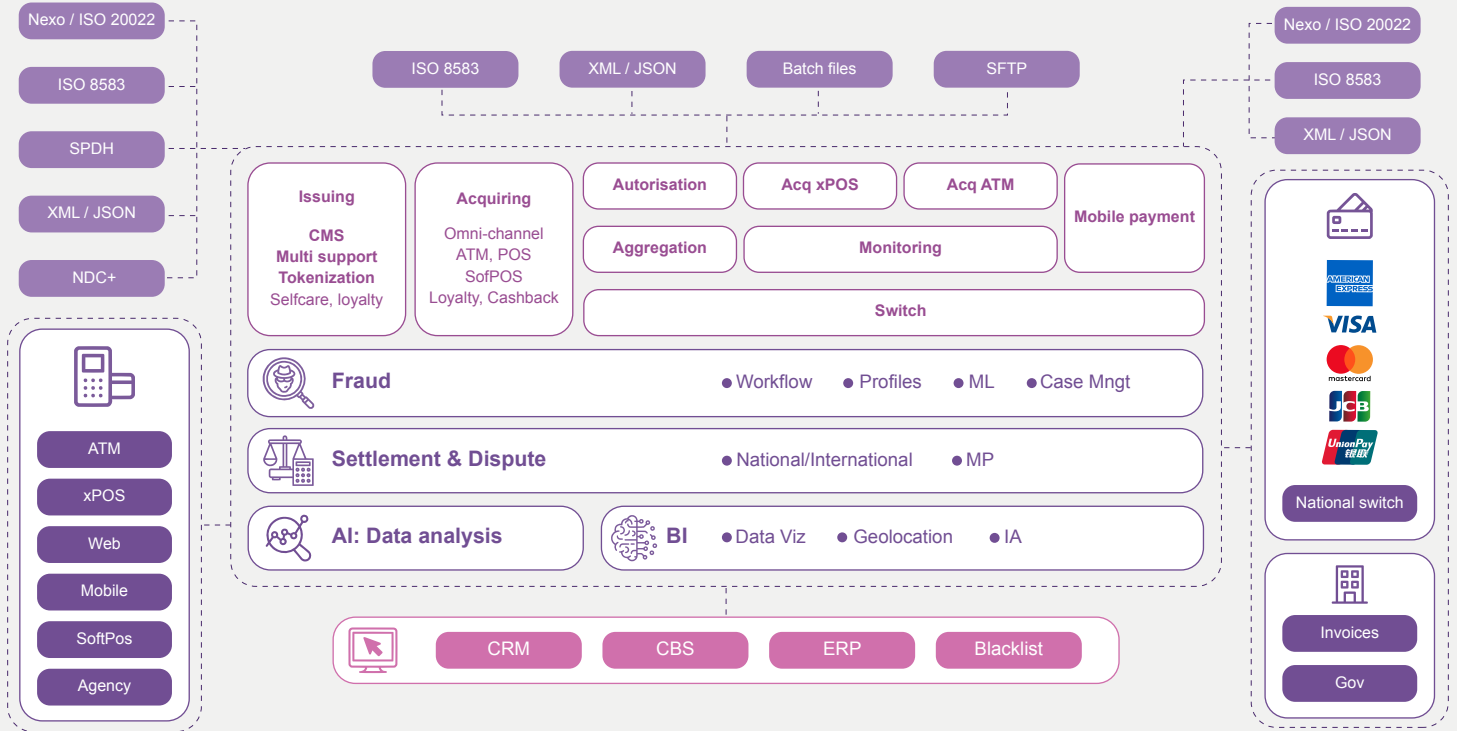 Nexo / ISO 20022
ISO 8583
SPDH
XML / JSON
NDC+
ISO 8583
XML / JSON
Batch files
SFTP
Nexo / ISO 20022
ISO 8583
XML / JSON
Issuing
CMS
Multi support
Tokenization
Selfcare, loyalty
Acquiring
Omni-channel
ATM, POS
SofPOS
Loyalty, Cashback
Autorisation
Acq xPOS
Acq ATM
Mobile payment
Aggregation
Monitoring
Switch
Fraud
Workflow
Profiles
ML
Case Mngt
Settlement & Dispute
National/International
MP
AI: Data analysis
BI
Data Viz
Geolocation
IA
ATM
xPOS
Web
Mobile
SoftPos
Agency
CRM
CBS
ERP
Blacklist
AMERICAN
EXPRESS
VISA
mastercard
JCB
UnionPay
银联
National switch
Invoices
Gov